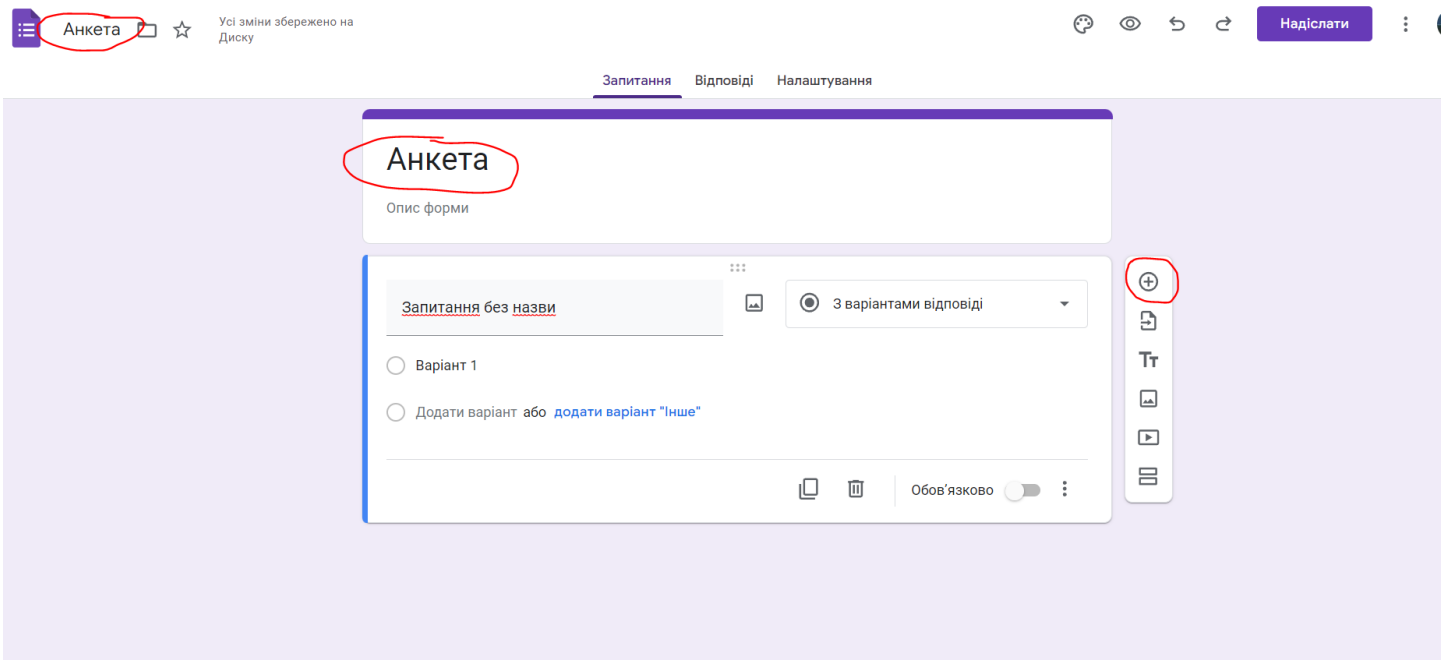 Анкета
Усі зміни збережено на
Диску
Надіслати
Запитання Відповіді Налаштування
Анкета
Опис форми
Запитання без назви
З варіантами відповіді
Варіант 1
Додати варіант або додати варіант "Інше"
Обов'язково
Tт